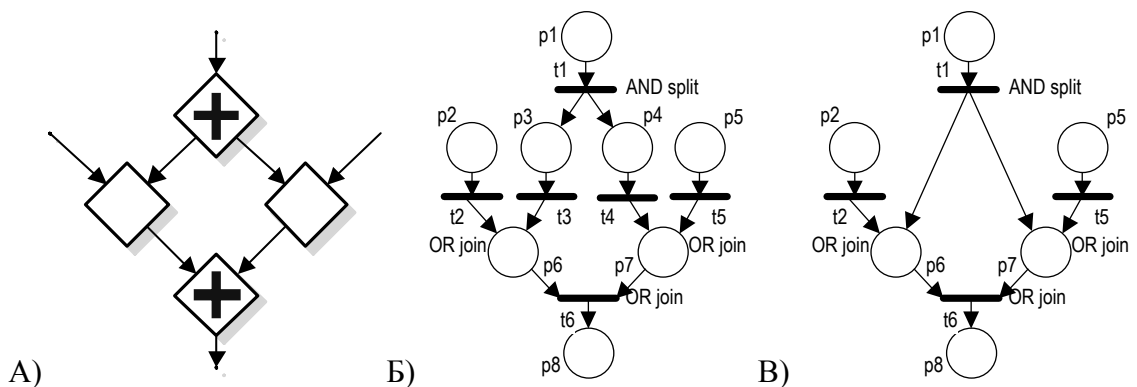 А)
p1
t1
AND split
p2
p3
p4
p5
t2
t3
t4
t5
OR join
OR join
p6
p7
OR join
t6
p8
Б)
p1
t1
AND split
p2
p5
t2
t5
OR join
OR join
p6
p7
OR join
t6
p8
В)